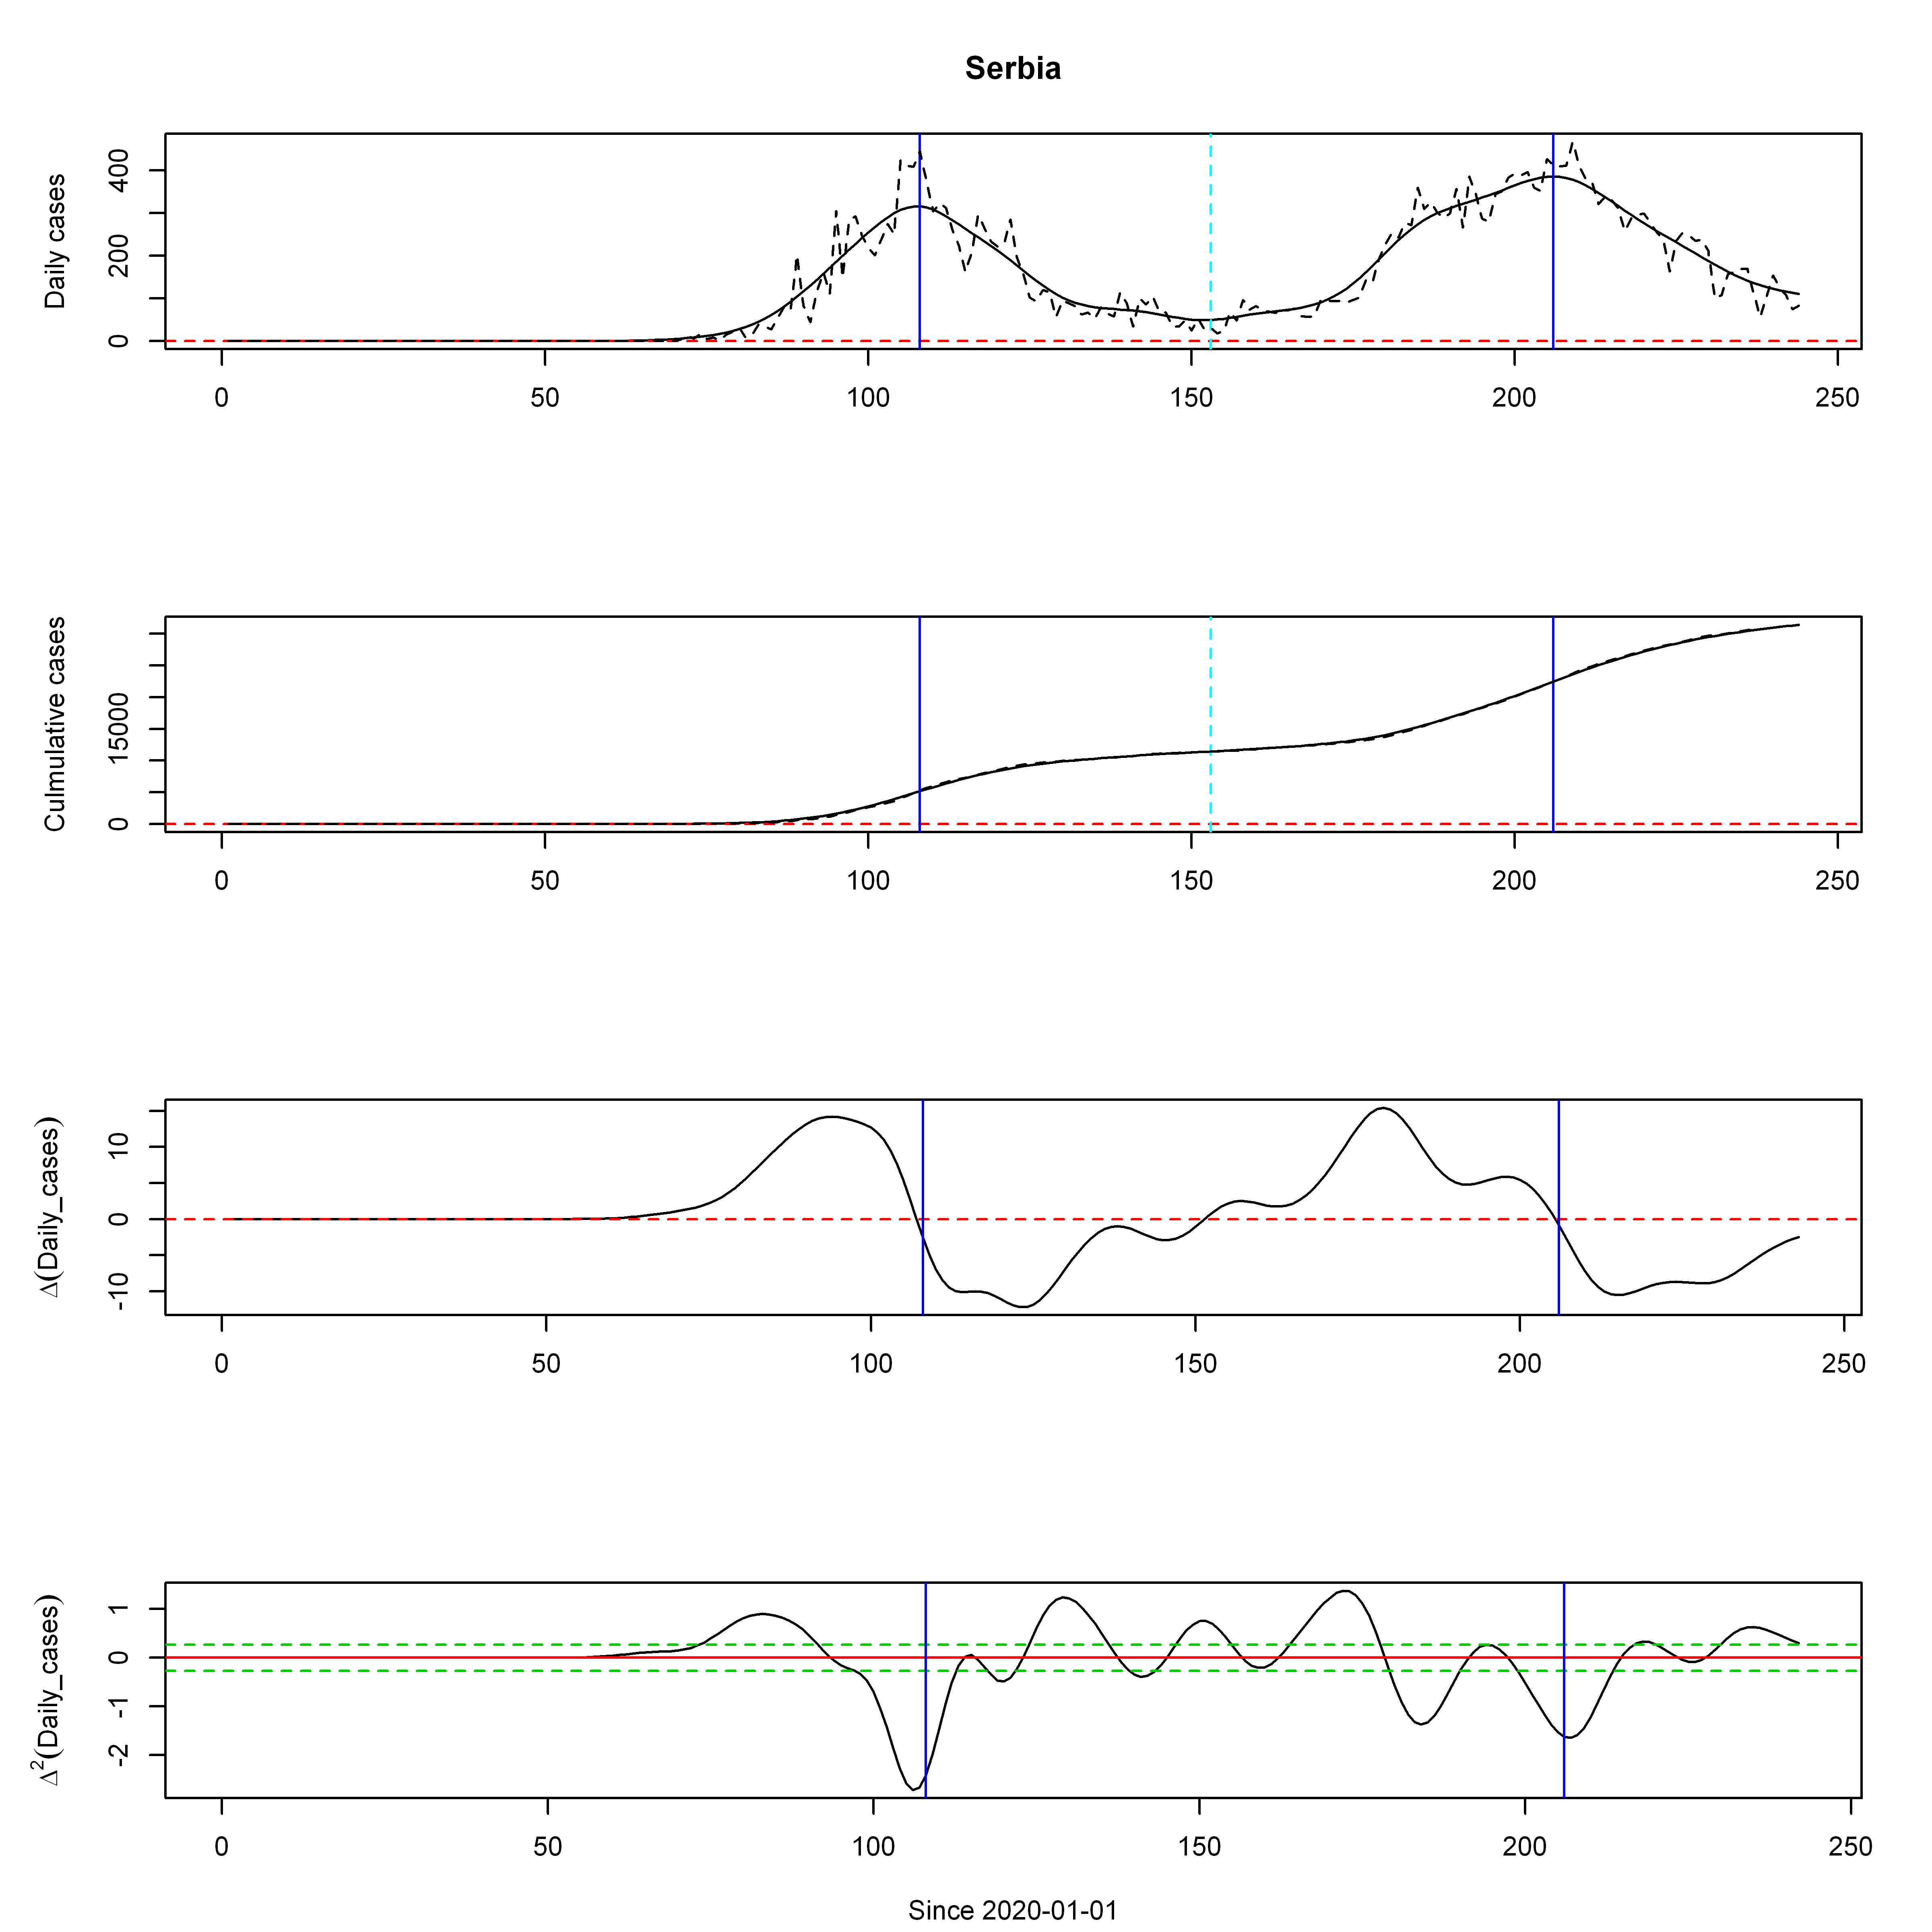 Serbia
Daily cases
0 200 400
0 50 100 150 200 250
Culmulative cases
0 15000
0 50 100 150 200 250
Δ(Daily_cases)
-10 0 10
0 50 100 150 200 250
Δ²(Daily_cases)
-2 -1 0 1
0 50 100 150 200 250
Since 2020-01-01